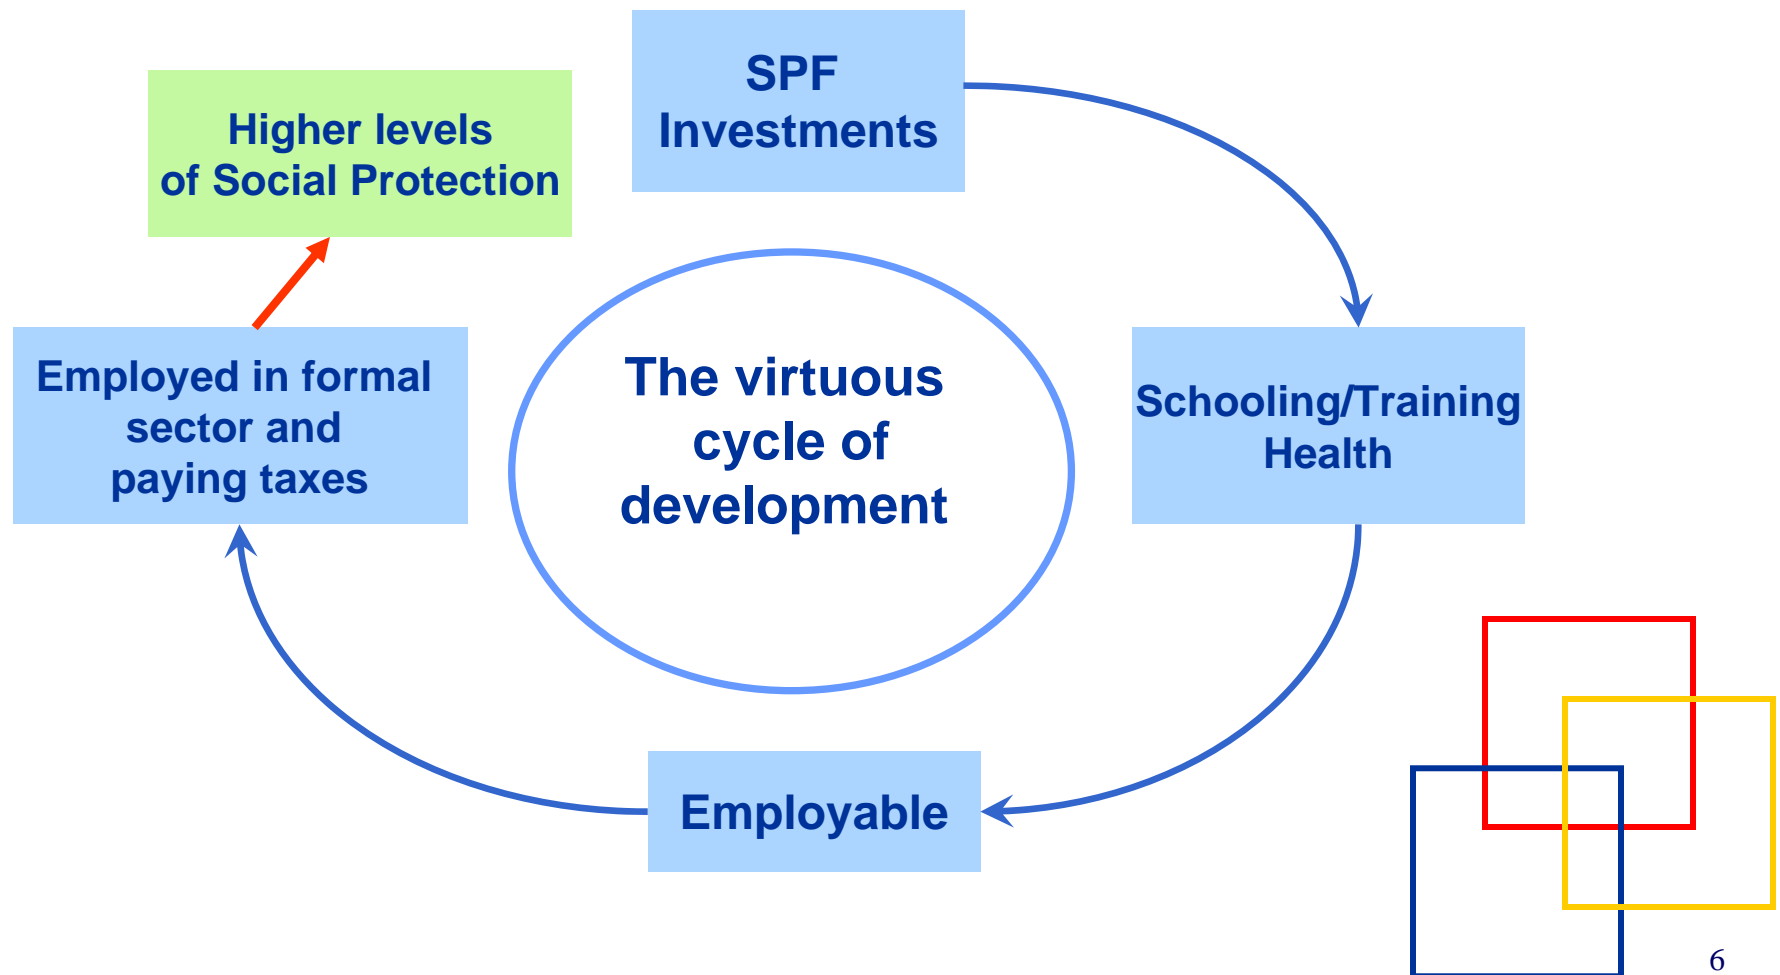 SPF
Investments
Higher levels
of Social Protection
The virtuous
cycle of
development
Employed in formal
sector and
paying taxes
Schooling/Training
Health
Employable
6